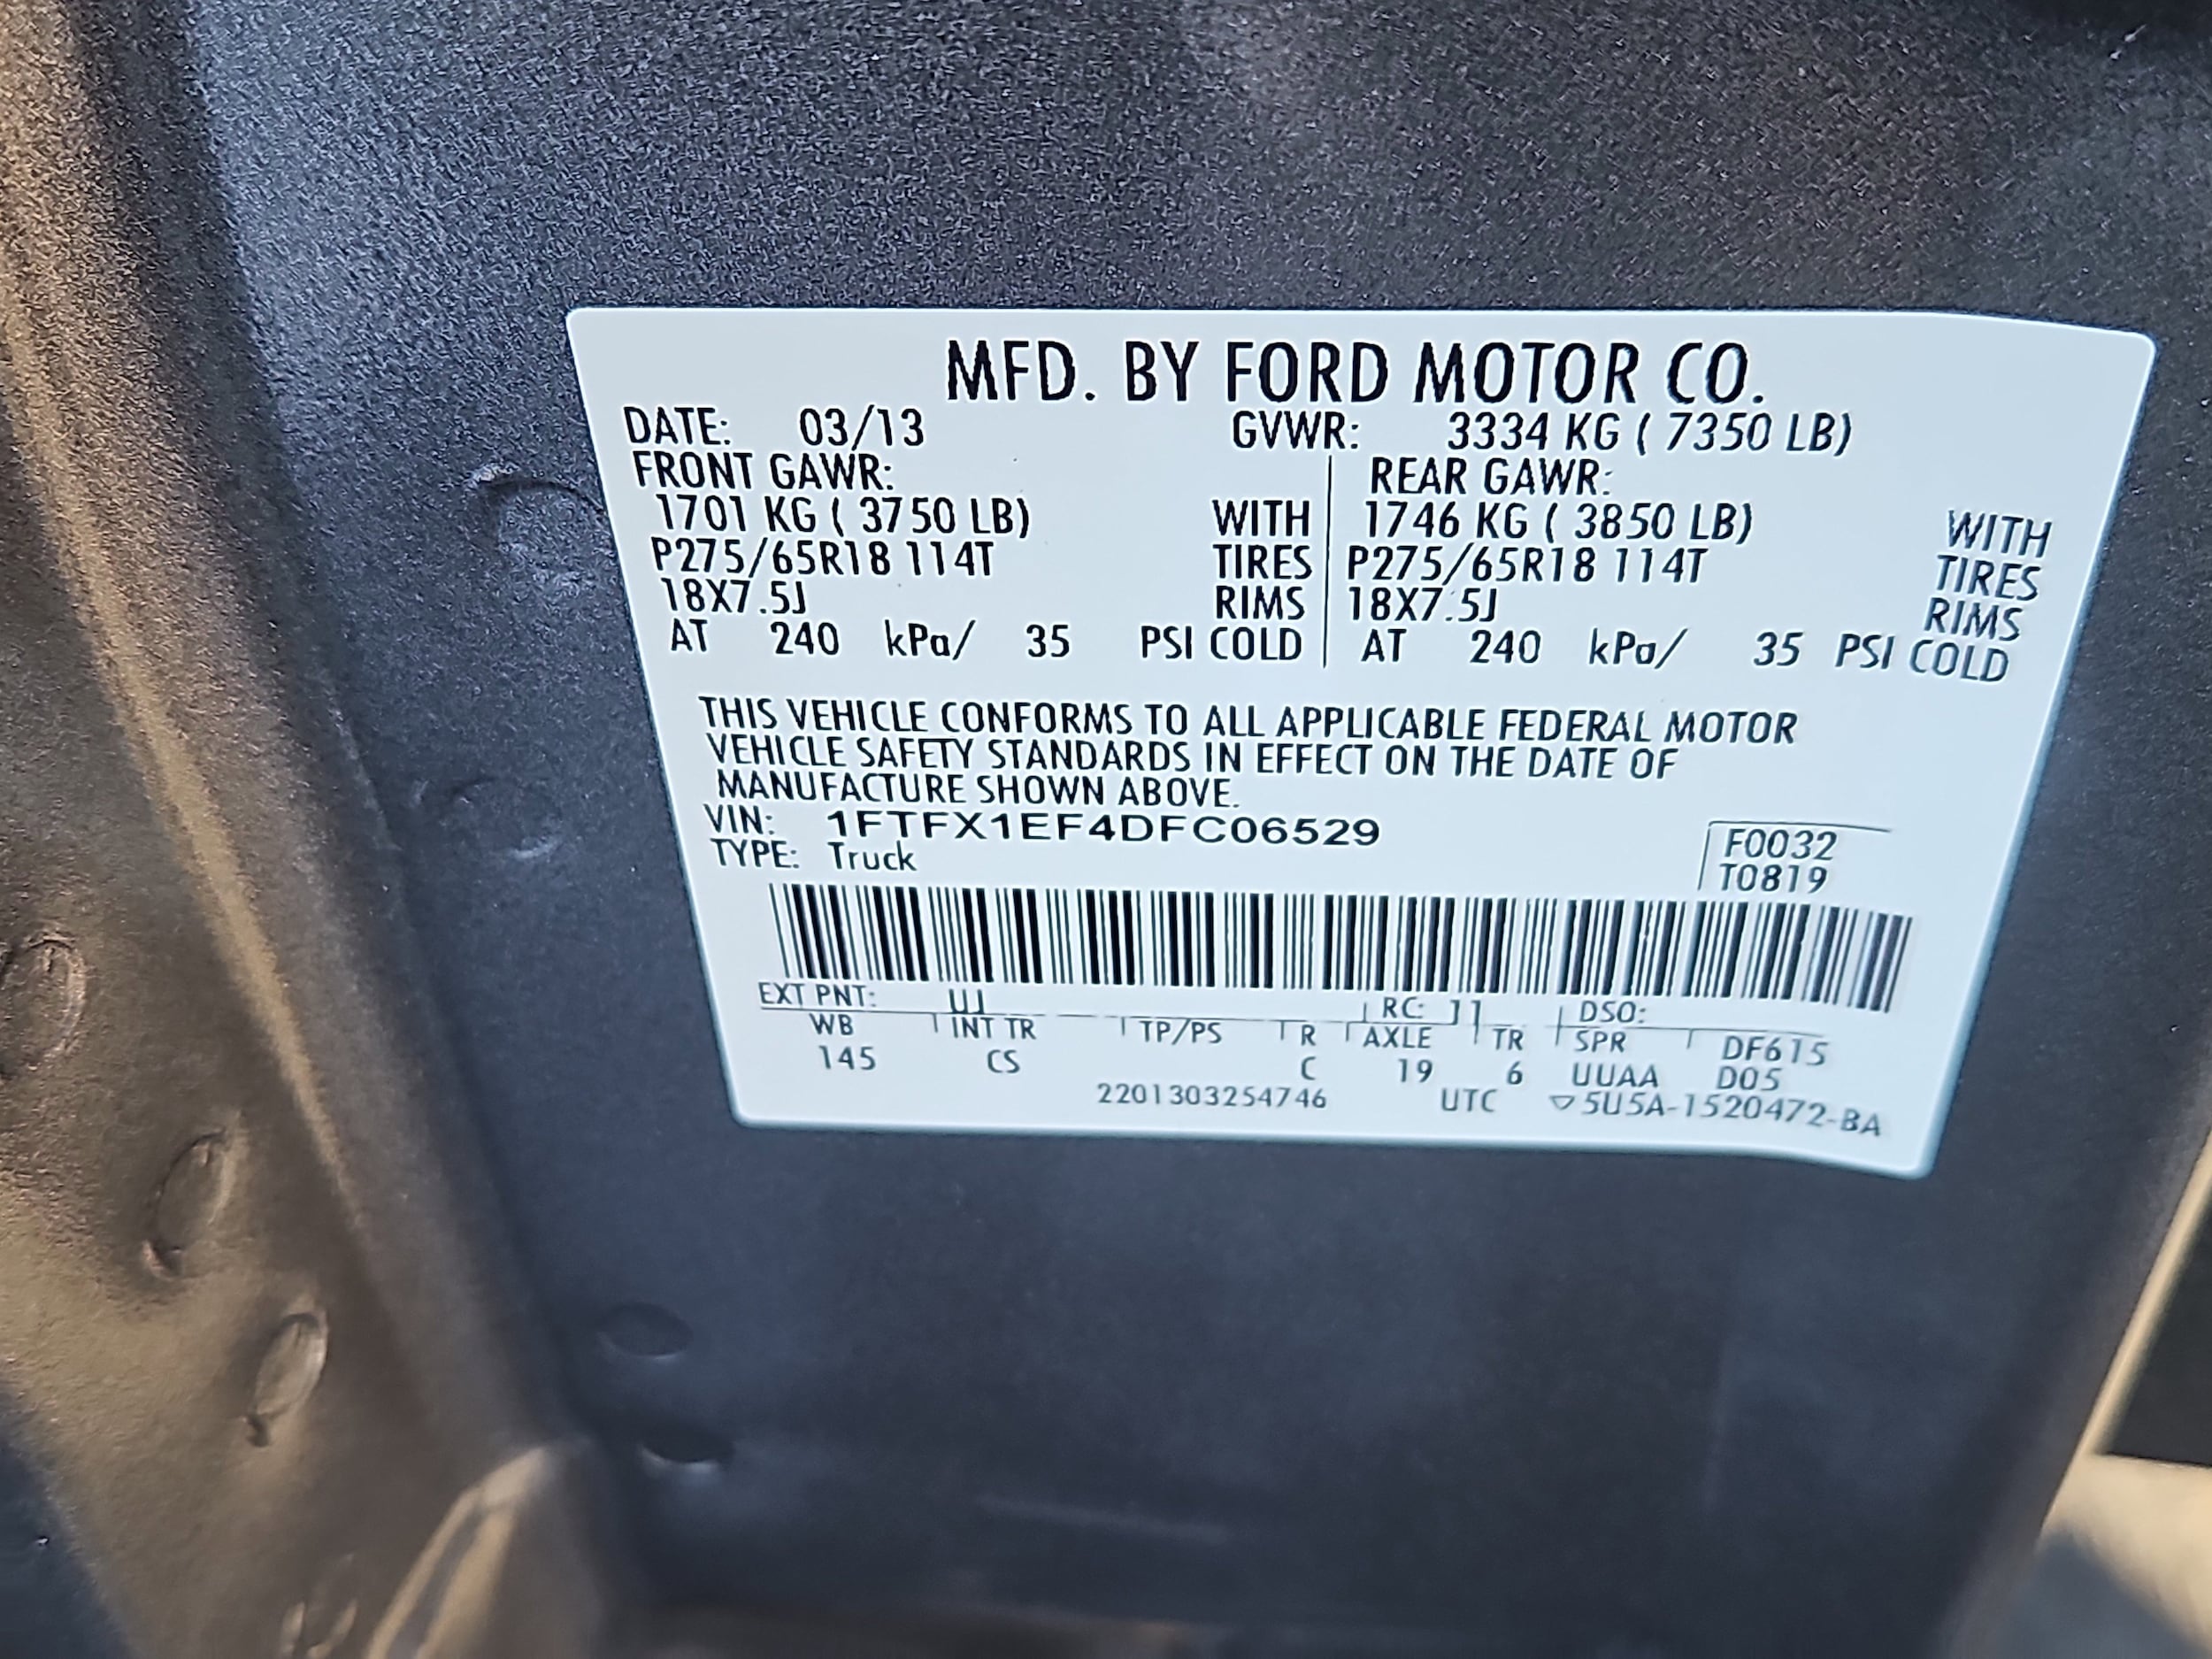 MFD. BY FORD MOTOR CO.
DATE: 03/13 GVWR: 3334 KG ( 7350 LB)
FRONT GAWR: REAR GAWR:
1701 KG ( 3750 LB) WITH 1746 KG ( 3850 LB) WITH
P275/65R18 114T TIRES P275/65R18 114T TIRES
18X7.5J RIMS 18X7.5J RIMS
AT 240 kPa/ 35 PSI COLD AT 240 kPa/ 35 PSI COLD
THIS VEHICLE CONFORMS TO ALL APPLICABLE FEDERAL MOTOR
VEHICLE SAFETY STANDARDS IN EFFECT ON THE DATE OF
MANUFACTURE SHOWN ABOVE.
VIN: 1FTFX1EF4DFC06529 F0032
TYPE: Truck T0819
EXT PNT: UJ RC: 11 DSO:
WB INT TR TP/PS R AXLE TR SPR DF615
145 CS C 19 6 UUAA D05
2201303254746 UTC ▽5U5A-1520472-BA